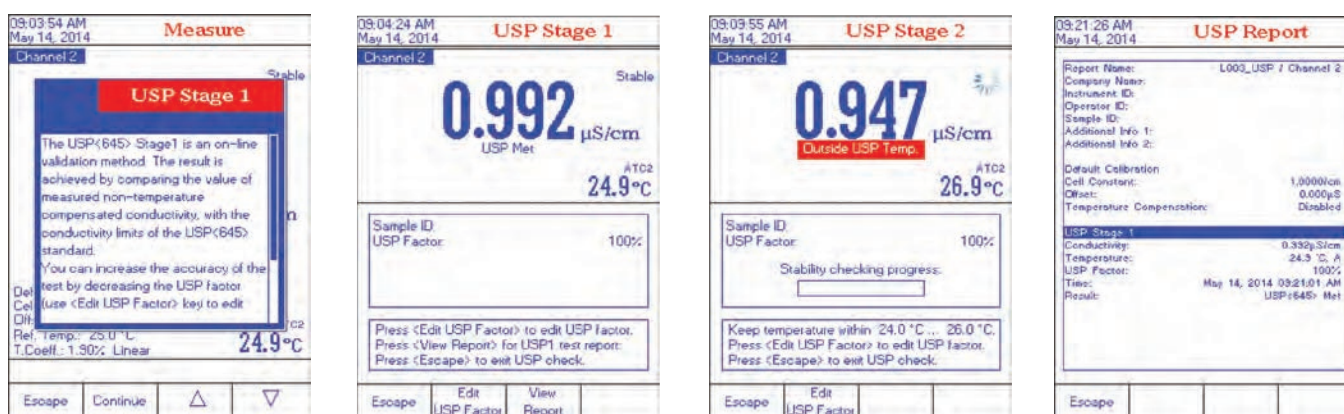 09:03:54 AM
May 14, 2014
Measure
Channel 2
Stable
USP Stage 1
The USP<645> Stage1 is an on-line
validation method. The result is
achieved by comparing the value of
measured non-temperature
compensated conductivity, with the
conductivity limits of the USP<645>
standard.
You can increase the accuracy of the
test by decreasing the USP factor
(use <Edit USP Factor> key to edit
Ref. Temp.: 25.0 °C
T.Coeff.: 1.90% Linear
24.9°C
Escape
Continue
09:04:24 AM
May 14, 2014
USP Stage 1
Channel 2
Stable
0.992 µS/cm
USP Met
ATC2
24.9°C
Sample ID:
USP Factor: 100%
Press <Edit USP Factor> to edit USP factor.
Press <View Report> for USP1 test report.
Press <Escape> to exit USP check.
Escape
Edit
USP Factor
View
Report
09:09:55 AM
May 14, 2014
USP Stage 2
Channel 2
0.947 µS/cm
Outside USP Temp.
ATC2
26.9°C
Sample ID:
USP Factor: 100%
Stability checking progress:
Keep temperature within 24.0 °C ... 26.0 °C.
Press <Edit USP Factor> to edit USP factor.
Press <Escape> to exit USP check.
Escape
Edit
USP Factor
09:21:26 AM
May 14, 2014
USP Report
Report Name: L003_USP / Channel 2
Company Name:
Instrument ID:
Operator ID:
Sample ID:
Additional Info 1:
Additional Info 2:
Default Calibration
Cell Constant: 1.0000/cm
Offset: 0.000µS
Temperature Compensation: Disabled
USP Stage 1
Conductivity: 0.992µS/cm
Temperature: 24.9 °C, A
USP Factor: 100%
Time: May 14, 2014 09:21:01 AM
Result: USP<645> Met
Escape